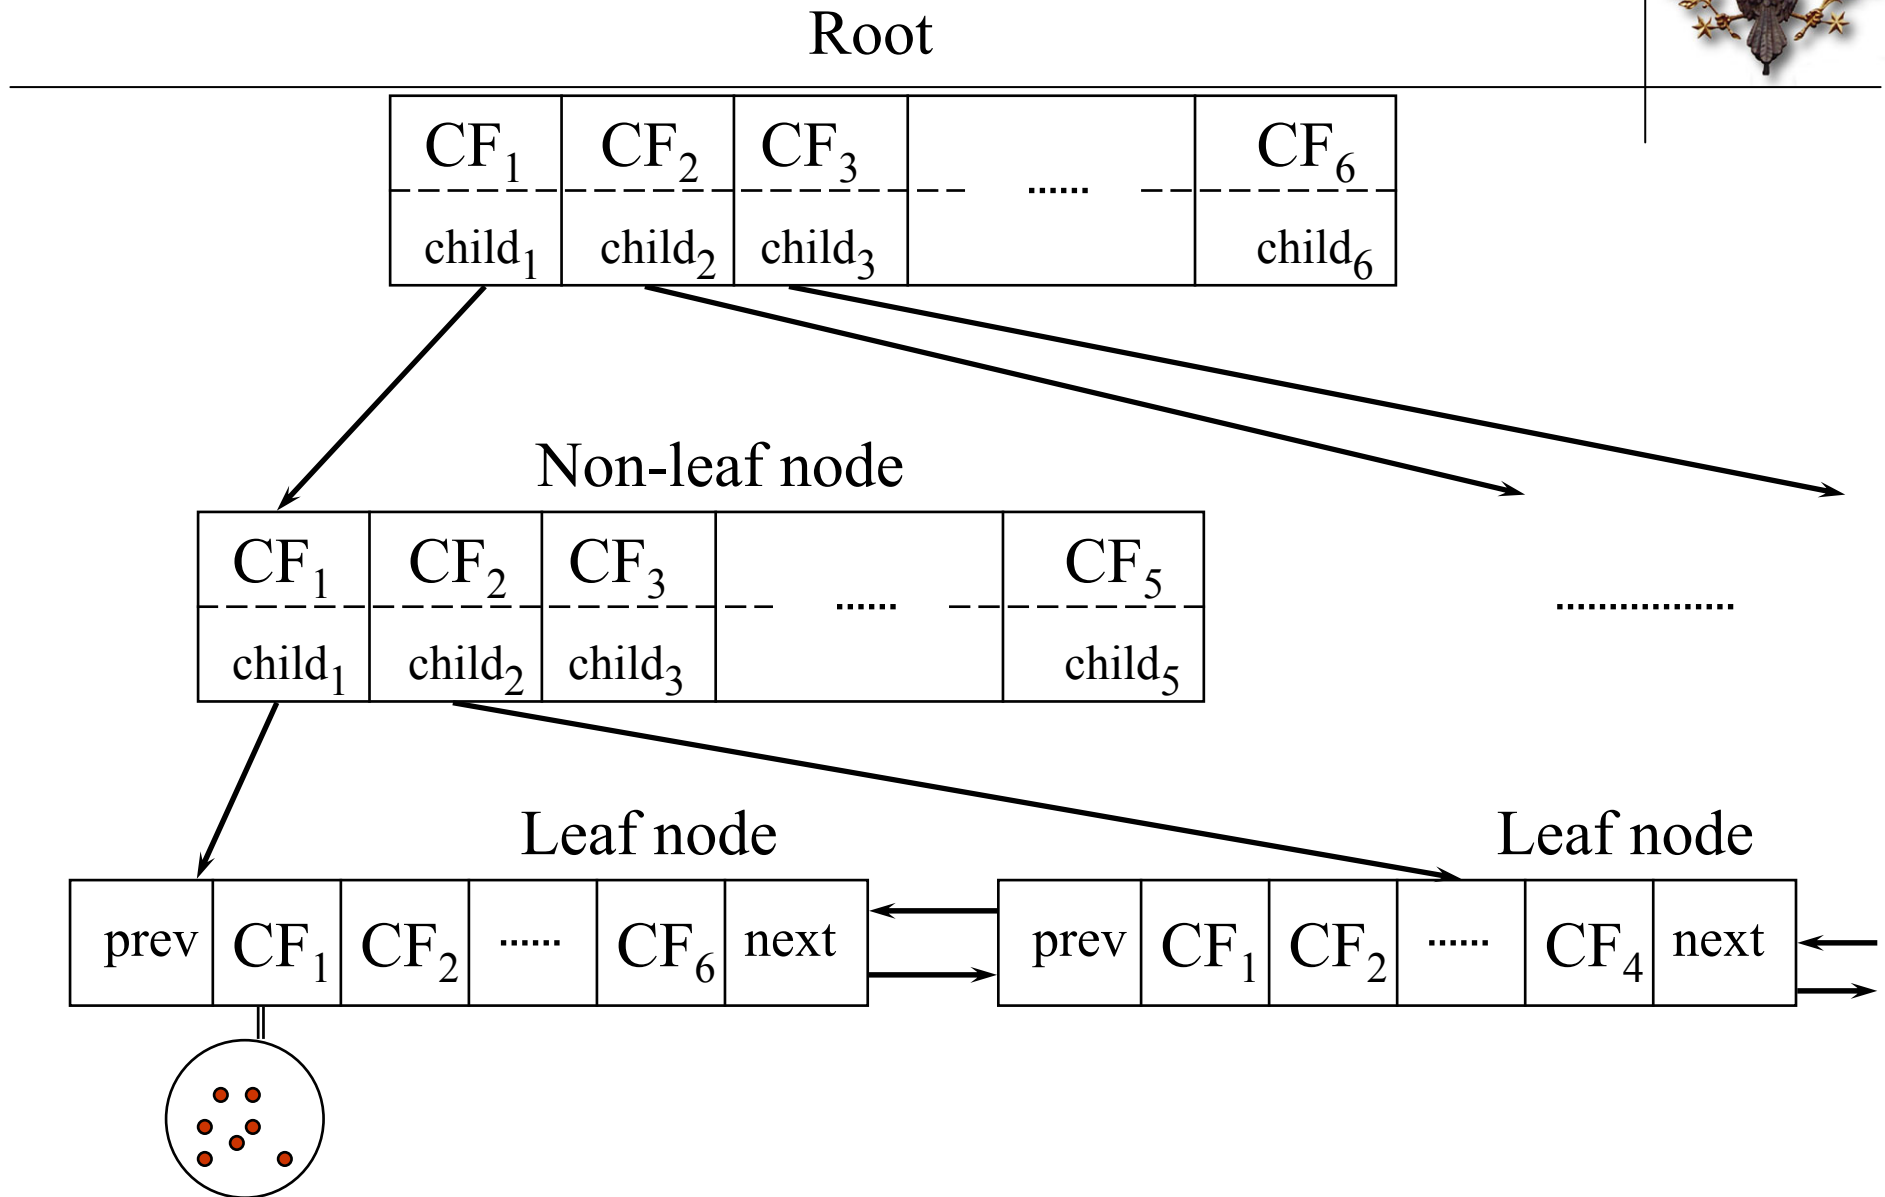 Root
CF₁ CF₂ CF₃ ...... CF₆
child₁ child₂ child₃ child₆
Non-leaf node
CF₁ CF₂ CF₃ ...... CF₅ .................
child₁ child₂ child₃ child₅
Leaf node Leaf node
prev CF₁ CF₂ ...... CF₆ next prev CF₁ CF₂ ...... CF₄ next